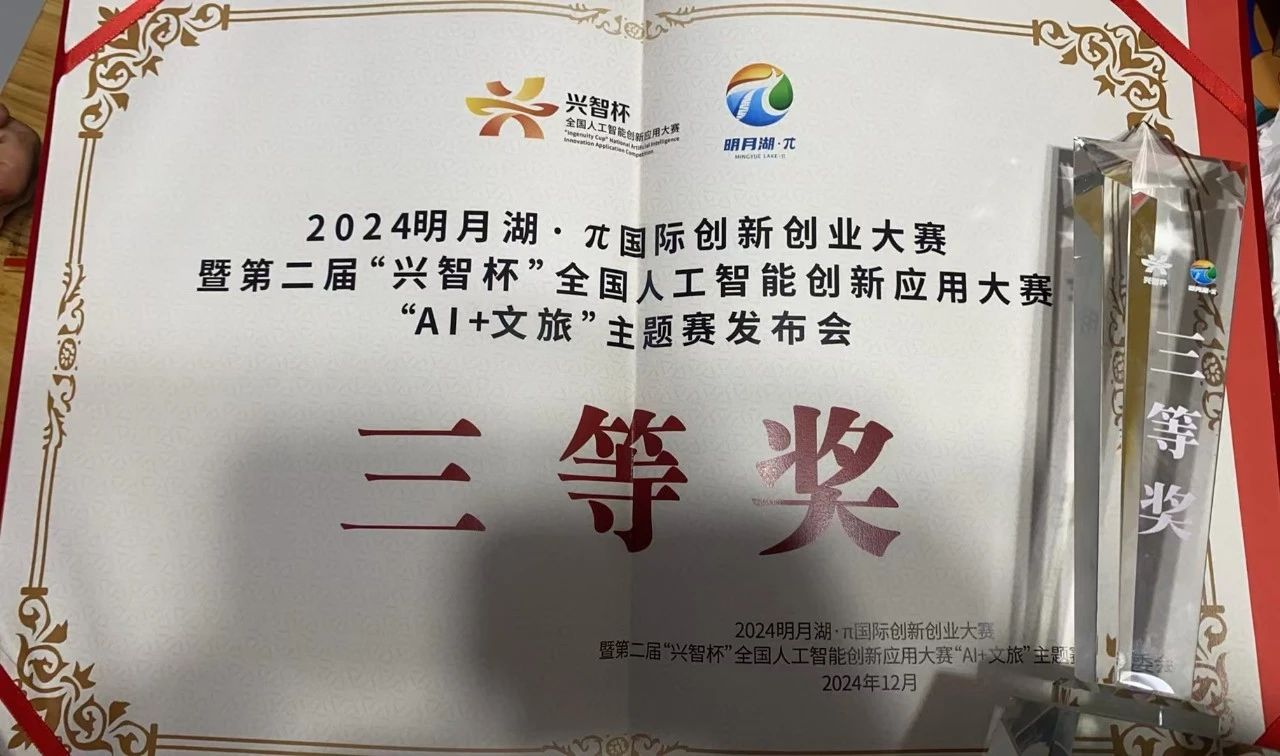 兴智杯
全国人工智能创新应用大赛
"Ingenuity Cup" National Artificial Intelligence
Innovation Application Competition
明月湖·π
MINGYUE LAKE·π
2024明月湖·π国际创新创业大赛
暨第二届“兴智杯”全国人工智能创新应用大赛
“AI+文旅”主题赛发布会
三等奖
2024明月湖·π国际创新创业大赛
暨第二届“兴智杯”全国人工智能创新应用大赛“AI+文旅”主题赛
2024年12月
兴智杯
明月湖·π
三等奖